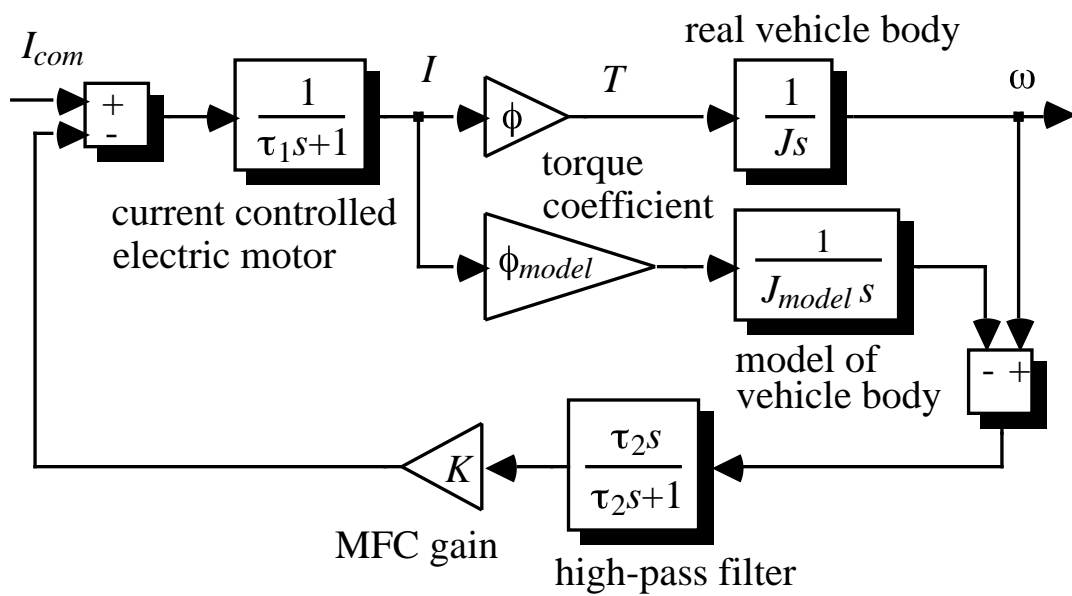 real vehicle body
I_com
I
T
ω
+
-
1
τ₁s+1
ϕ
1
Js
current controlled
electric motor
torque
coefficient
ϕ_model
1
J_model s
model of
vehicle body
- +
τ₂s
τ₂s+1
K
MFC gain
high-pass filter